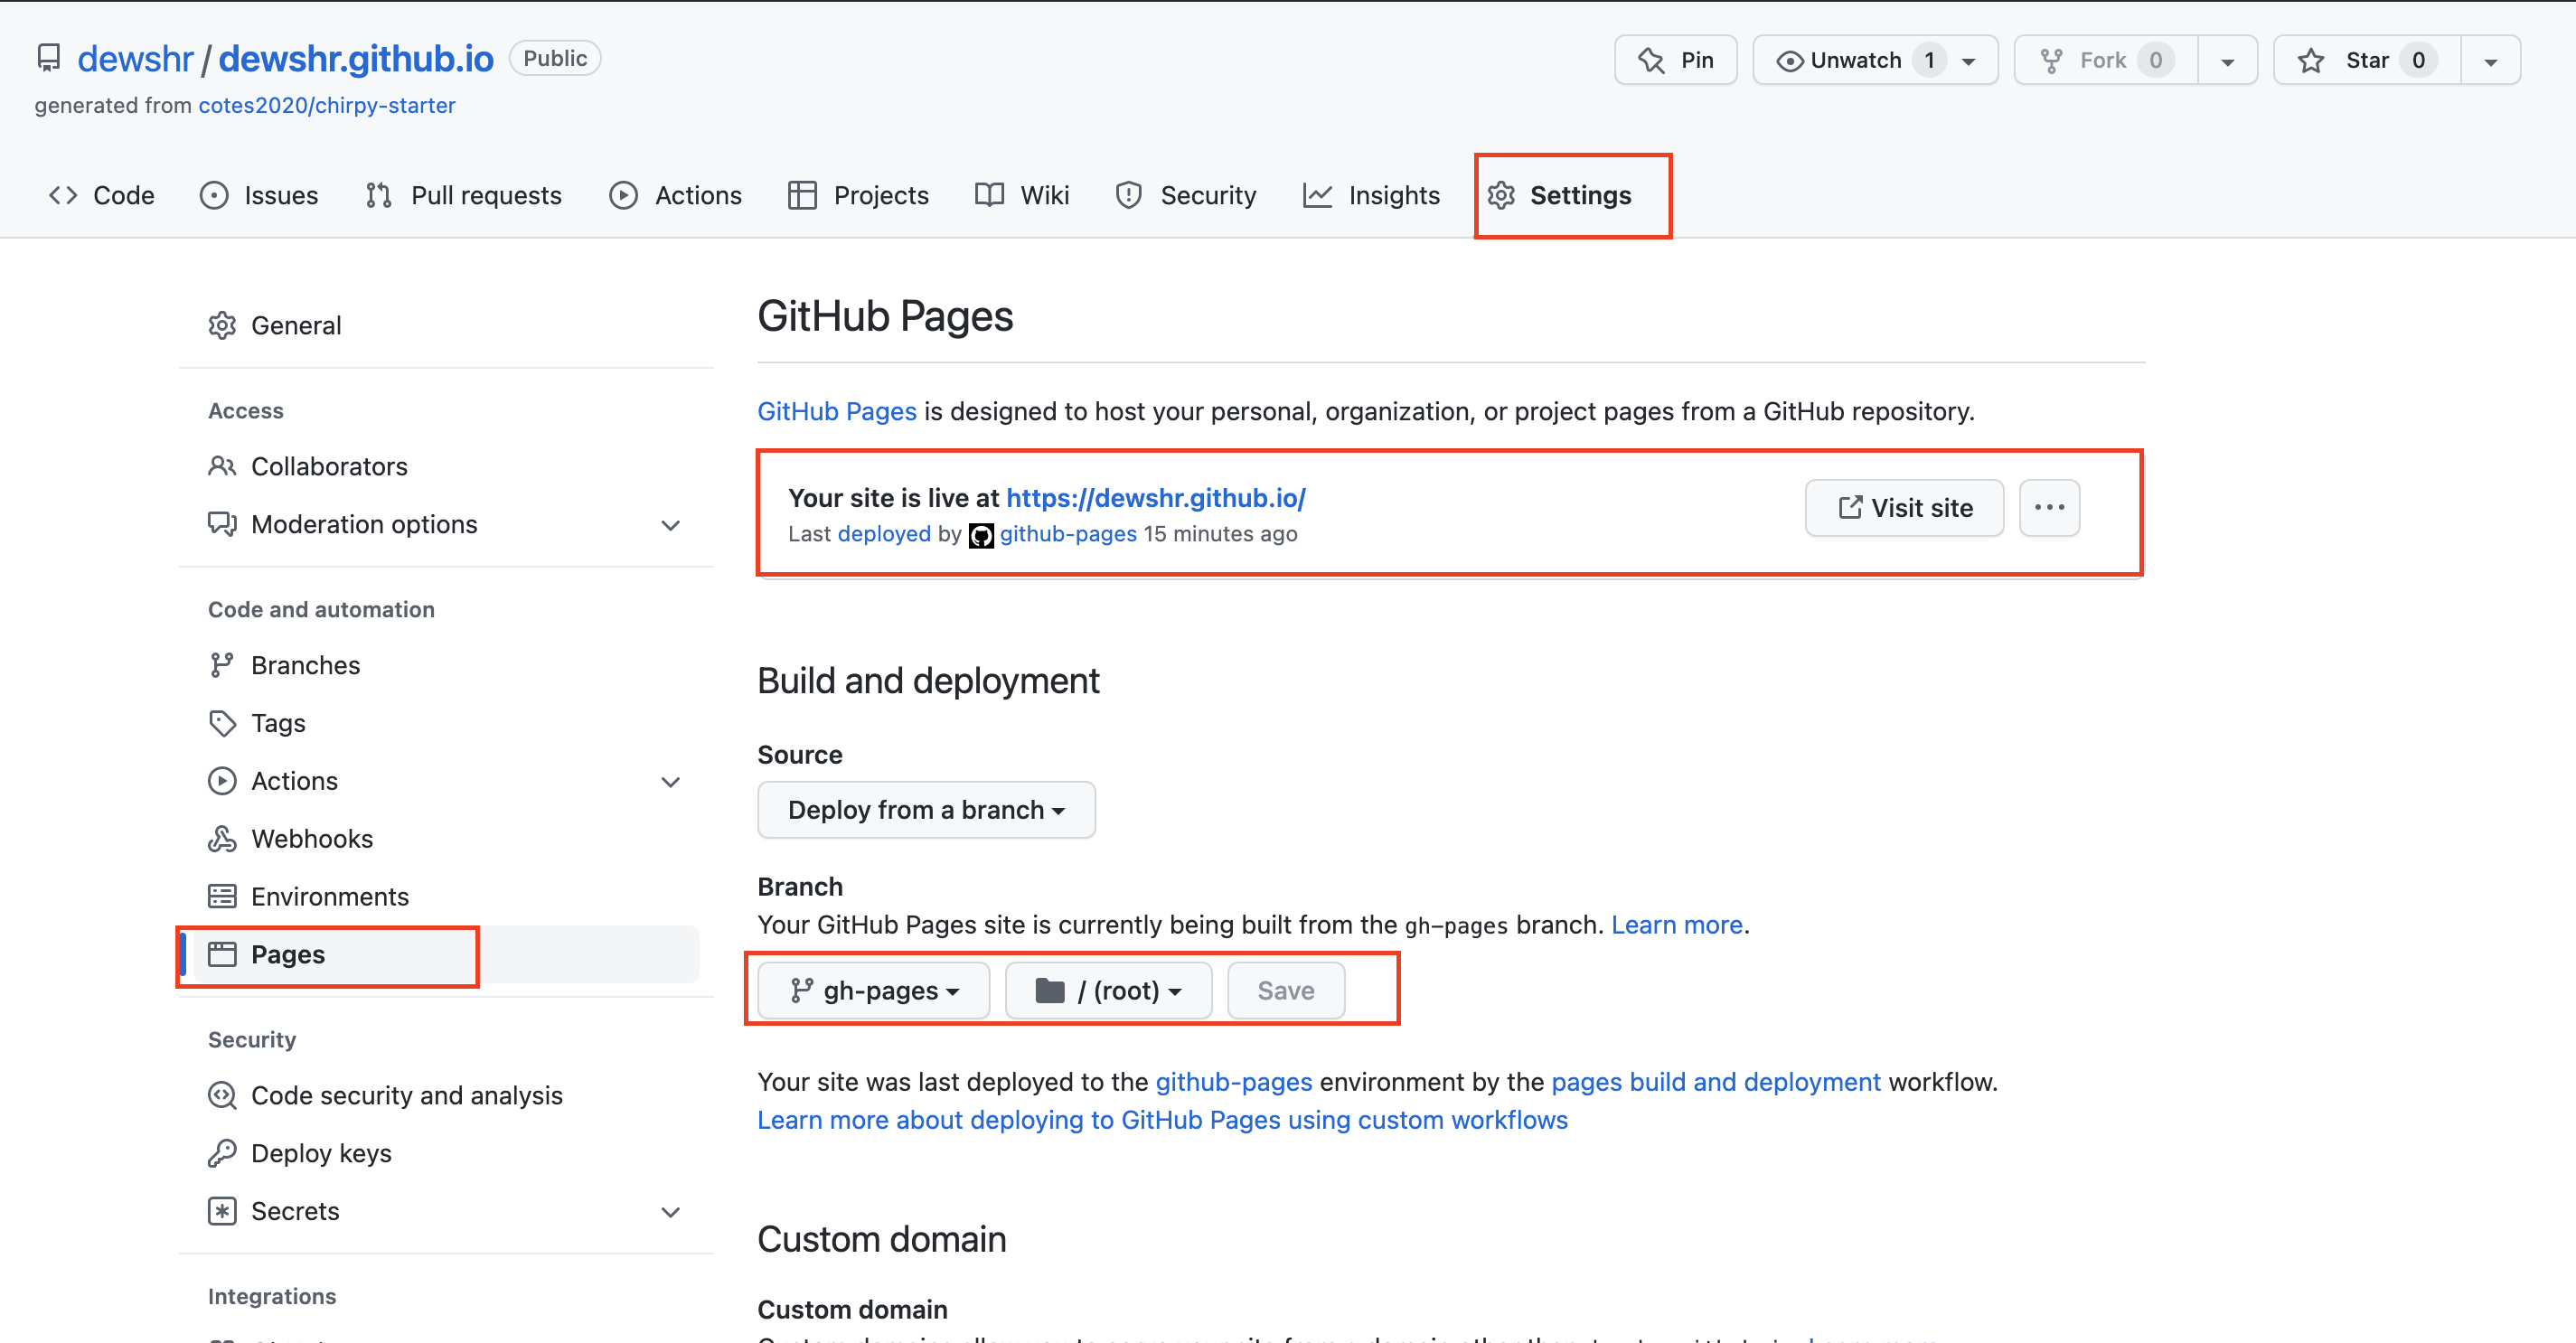 dewshr / dewshr.github.io Public
Pin
Unwatch 1
Fork 0
Star 0
generated from cotes2020/chirpy-starter
Code
Issues
Pull requests
Actions
Projects
Wiki
Security
Insights
Settings
General
Access
Collaborators
Moderation options
Code and automation
Branches
Tags
Actions
Webhooks
Environments
Pages
Security
Code security and analysis
Deploy keys
Secrets
Integrations
GitHub Pages
GitHub Pages is designed to host your personal, organization, or project pages from a GitHub repository.
Your site is live at https://dewshr.github.io/
Last deployed by github-pages 15 minutes ago
Visit site
...
Build and deployment
Source
Deploy from a branch
Branch
Your GitHub Pages site is currently being built from the gh-pages branch. Learn more.
gh-pages
/ (root)
Save
Your site was last deployed to the github-pages environment by the pages build and deployment workflow.
Learn more about deploying to GitHub Pages using custom workflows
Custom domain
Custom domain